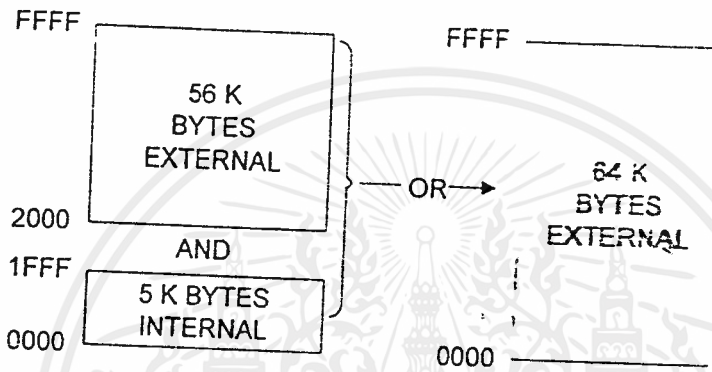 FFFF
56 K
BYTES
EXTERNAL
2000
AND
1FFF
5 K BYTES
INTERNAL
0000
OR
FFFF
64 K
BYTES
EXTERNAL
0000